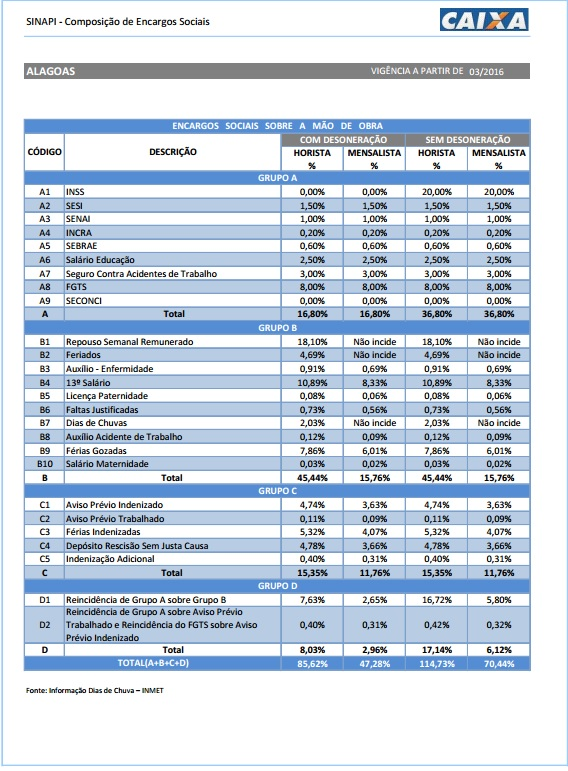 SINAPI - Composição de Encargos Sociais
CAIXA
ALAGOAS VIGÊNCIA A PARTIR DE 03/2016
ENCARGOS SOCIAIS SOBRE A MÃO DE OBRA
CÓDIGO DESCRIÇÃO COM DESONERAÇÃO SEM DESONERAÇÃO
HORISTA MENSALISTA HORISTA MENSALISTA
% % % %
GRUPO A
A1 INSS 0,00% 0,00% 20,00% 20,00%
A2 SESI 1,50% 1,50% 1,50% 1,50%
A3 SENAI 1,00% 1,00% 1,00% 1,00%
A4 INCRA 0,20% 0,20% 0,20% 0,20%
A5 SEBRAE 0,60% 0,60% 0,60% 0,60%
A6 Salário Educação 2,50% 2,50% 2,50% 2,50%
A7 Seguro Contra Acidentes de Trabalho 3,00% 3,00% 3,00% 3,00%
A8 FGTS 8,00% 8,00% 8,00% 8,00%
A9 SECONCI 0,00% 0,00% 0,00% 0,00%
A Total 16,80% 16,80% 36,80% 36,80%
GRUPO B
B1 Repouso Semanal Remunerado 18,10% Não incide 18,10% Não incide
B2 Feriados 4,69% Não incide 4,69% Não incide
B3 Auxílio - Enfermidade 0,91% 0,69% 0,91% 0,69%
B4 13º Salário 10,89% 8,33% 10,89% 8,33%
B5 Licença Paternidade 0,08% 0,06% 0,08% 0,06%
B6 Faltas Justificadas 0,73% 0,56% 0,73% 0,56%
B7 Dias de Chuvas 2,03% Não incide 2,03% Não incide
B8 Auxílio Acidente de Trabalho 0,12% 0,09% 0,12% 0,09%
B9 Férias Gozadas 7,86% 6,01% 7,86% 6,01%
B10 Salário Maternidade 0,03% 0,02% 0,03% 0,02%
B Total 45,44% 15,76% 45,44% 15,76%
GRUPO C
C1 Aviso Prévio Indenizado 4,74% 3,63% 4,74% 3,63%
C2 Aviso Prévio Trabalhado 0,11% 0,09% 0,11% 0,09%
C3 Férias Indenizadas 5,32% 4,07% 5,32% 4,07%
C4 Depósito Rescisão Sem Justa Causa 4,78% 3,66% 4,78% 3,66%
C5 Indenização Adicional 0,40% 0,31% 0,40% 0,31%
C Total 15,35% 11,76% 15,35% 11,76%
GRUPO D
D1 Reincidência de Grupo A sobre Grupo B 7,63% 2,65% 16,72% 5,80%
Reincidência de Grupo A sobre Aviso Prévio
D2 Trabalhado e Reincidência do FGTS sobre Aviso 0,40% 0,31% 0,42% 0,32%
Prévio Indenizado
D Total 8,03% 2,96% 17,14% 6,12%
TOTAL(A+B+C+D) 85,62% 47,28% 114,73% 70,44%
Fonte: Informação Dias de Chuva – INMET